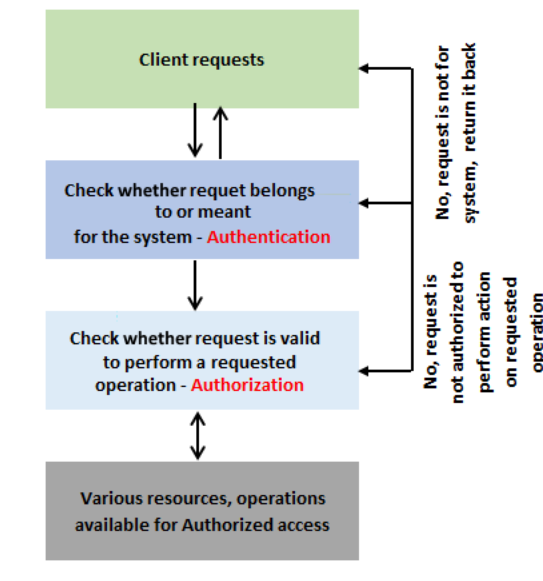 Client requests
Check whether requet belongs
to or meant
for the system - Authentication
Check whether request is valid
to perform a requested
operation - Authorization
Various resources, operations
available for Authorized access
No, request is not for
system, return it back
No, request is
not authorized to
perform action
on requested
operation